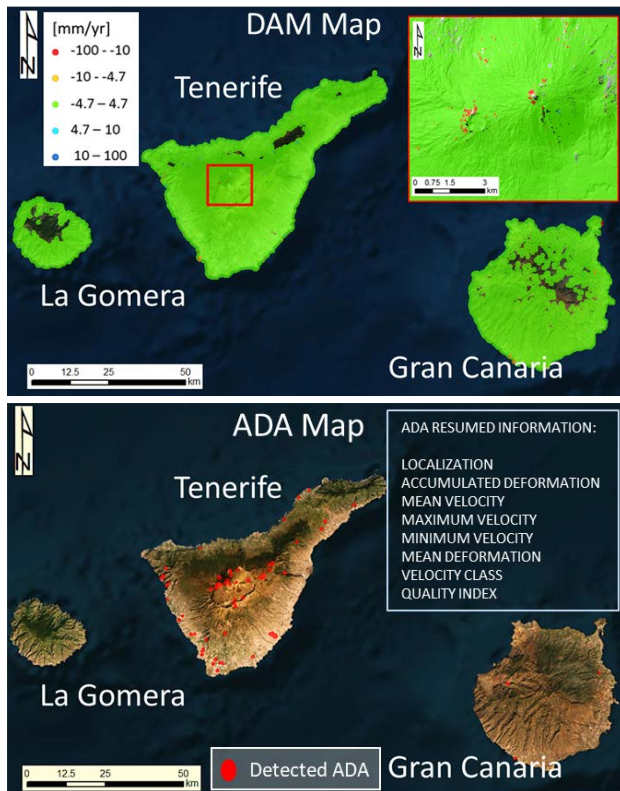 DAM Map
[mm/yr]
-100 - -10
-10 - -4.7
-4.7 – 4.7
4.7 – 10
10 – 100
N
Tenerife
N
0 0.75 1.5 3
km
La Gomera
Gran Canaria
0 12.5 25 50
km
ADA Map
N
Tenerife
ADA RESUMED INFORMATION:
LOCALIZATION
ACCUMULATED DEFORMATION
MEAN VELOCITY
MAXIMUM VELOCITY
MINIMUM VELOCITY
MEAN DEFORMATION
VELOCITY CLASS
QUALITY INDEX
La Gomera
Gran Canaria
0 12.5 25 50
km
Detected ADA